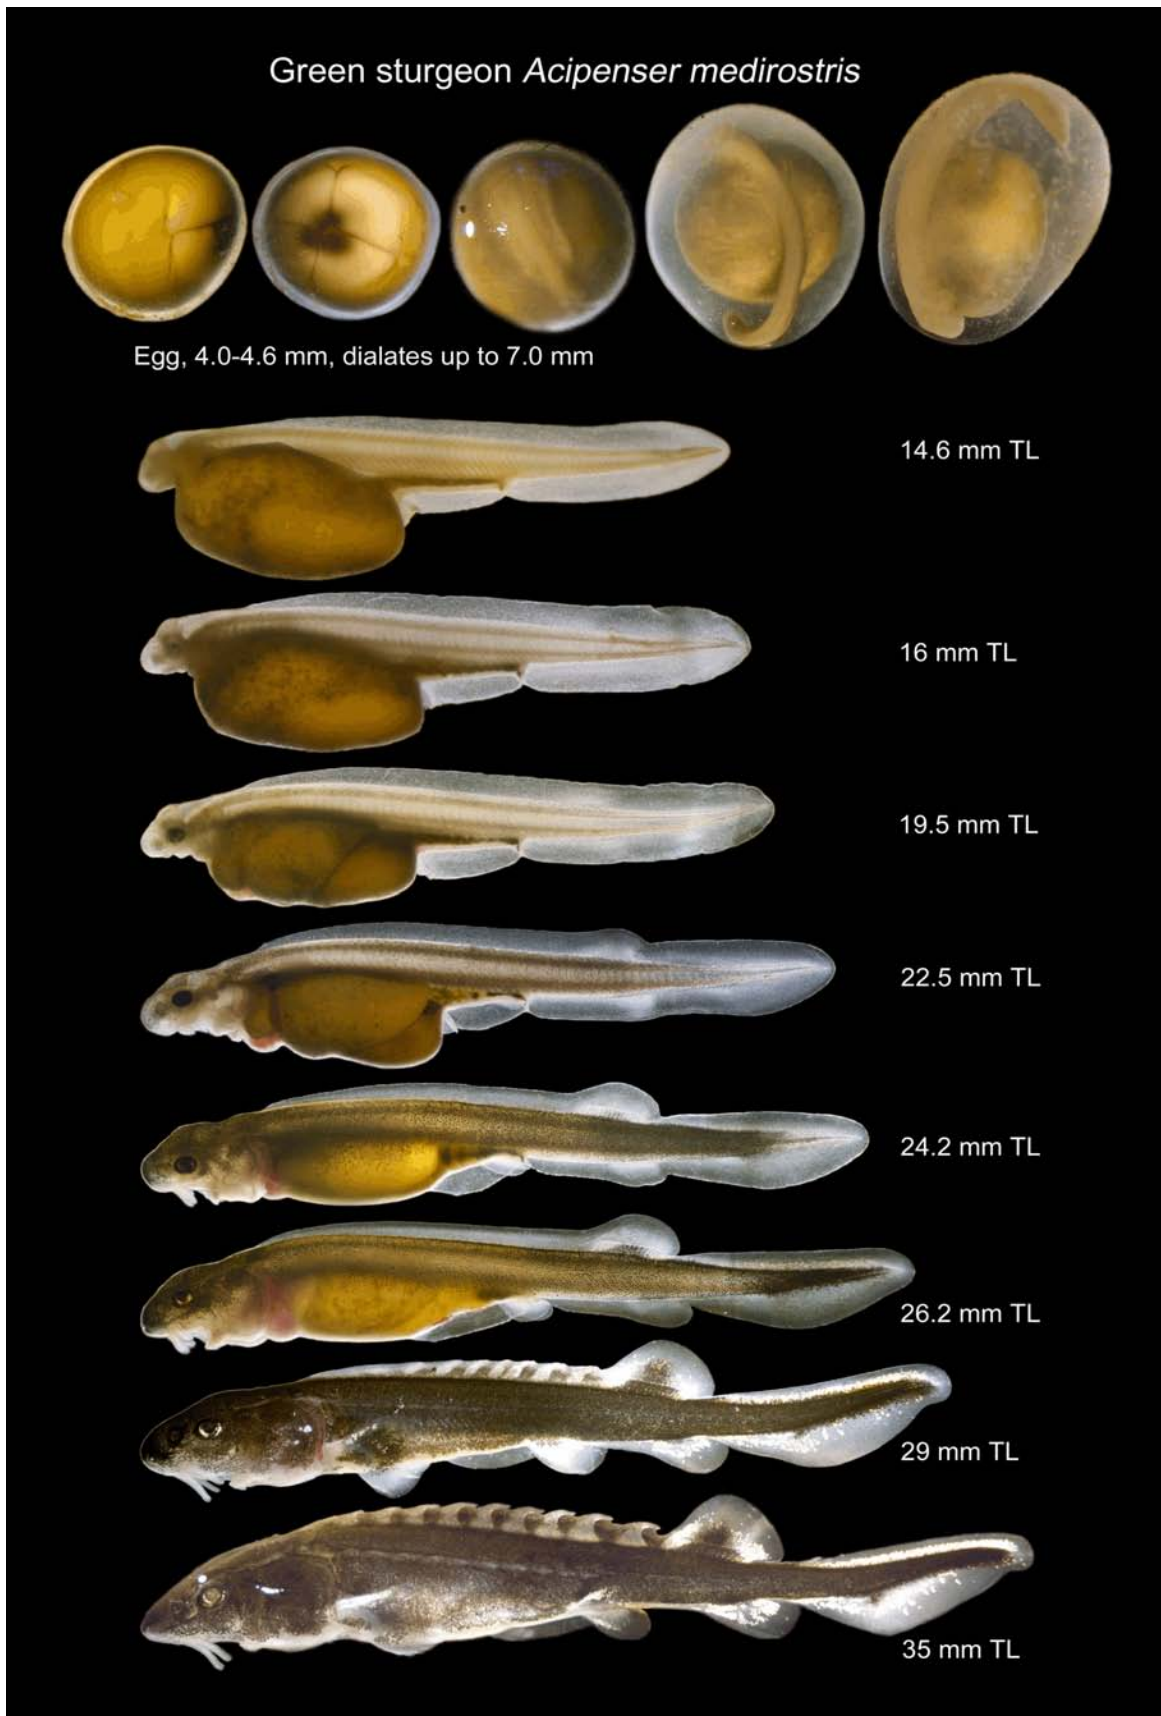 Green sturgeon Acipenser medirostris
Egg, 4.0-4.6 mm, dialates up to 7.0 mm
14.6 mm TL
16 mm TL
19.5 mm TL
22.5 mm TL
24.2 mm TL
26.2 mm TL
29 mm TL
35 mm TL